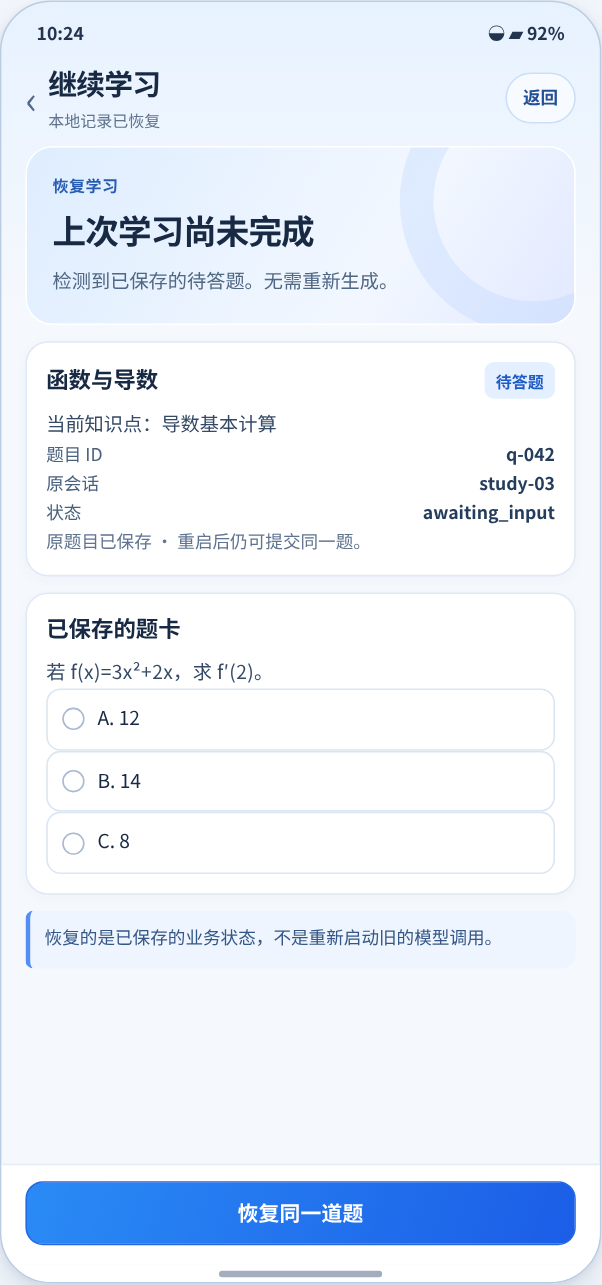 10:24
92%
继续学习
本地记录已恢复
返回
恢复学习
上次学习尚未完成
检测到已保存的待答题。无需重新生成。
函数与导数
待答题
当前知识点：导数基本计算
题目 ID q-042
原会话 study-03
状态 awaiting_input
原题目已保存 · 重启后仍可提交同一题。
已保存的题卡
若 f(x)=3x²+2x，求 f′(2)。
A. 12
B. 14
C. 8
恢复的是已保存的业务状态，不是重新启动旧的模型调用。
恢复同一道题